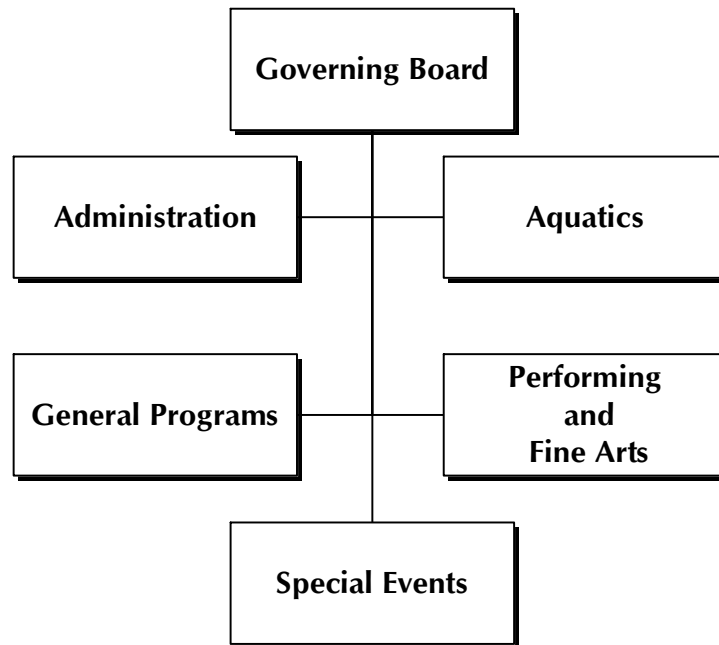 Governing Board
Administration
Aquatics
General Programs
Performing
and
Fine Arts
Special Events